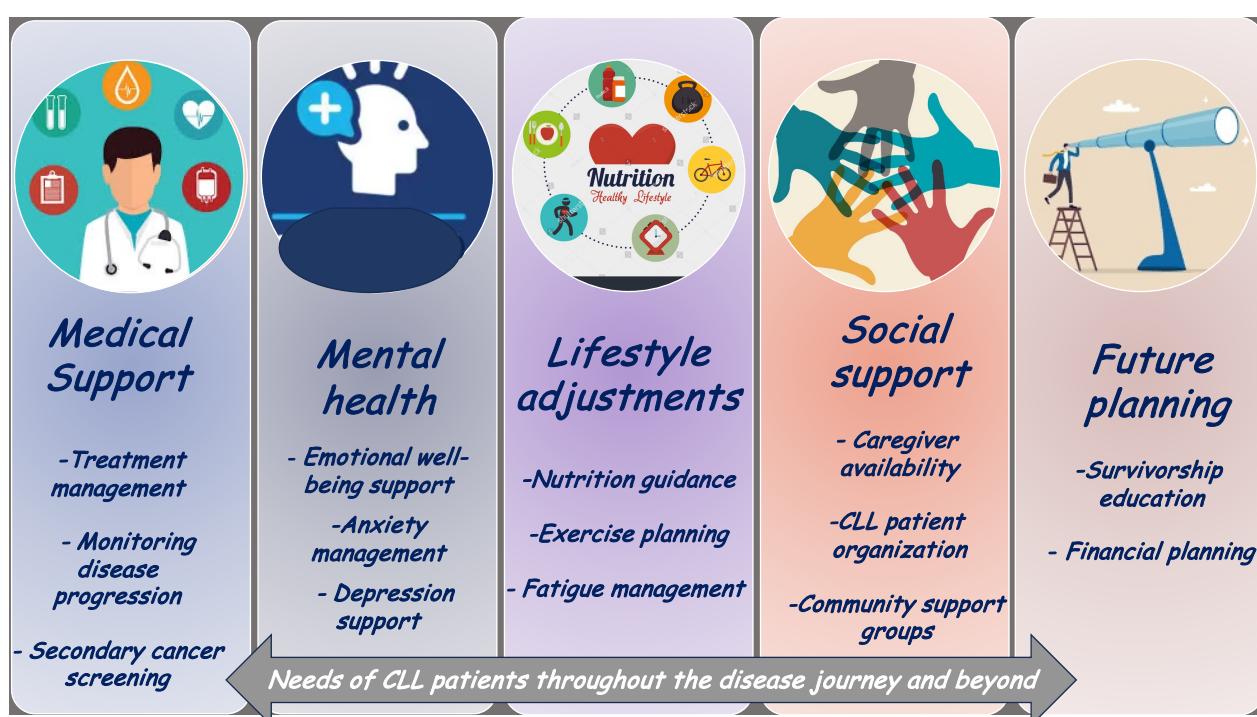 Nutrition
Healthy Lifestyle
Medical
Support
-Treatment
management
- Monitoring
disease
progression
- Secondary cancer
screening
Mental
health
- Emotional well-
being support
-Anxiety
management
- Depression
support
Lifestyle
adjustments
-Nutrition guidance
-Exercise planning
- Fatigue management
Social
support
- Caregiver
availability
-CLL patient
organization
-Community support
groups
Future
planning
-Survivorship
education
- Financial planning
Needs of CLL patients throughout the disease journey and beyond